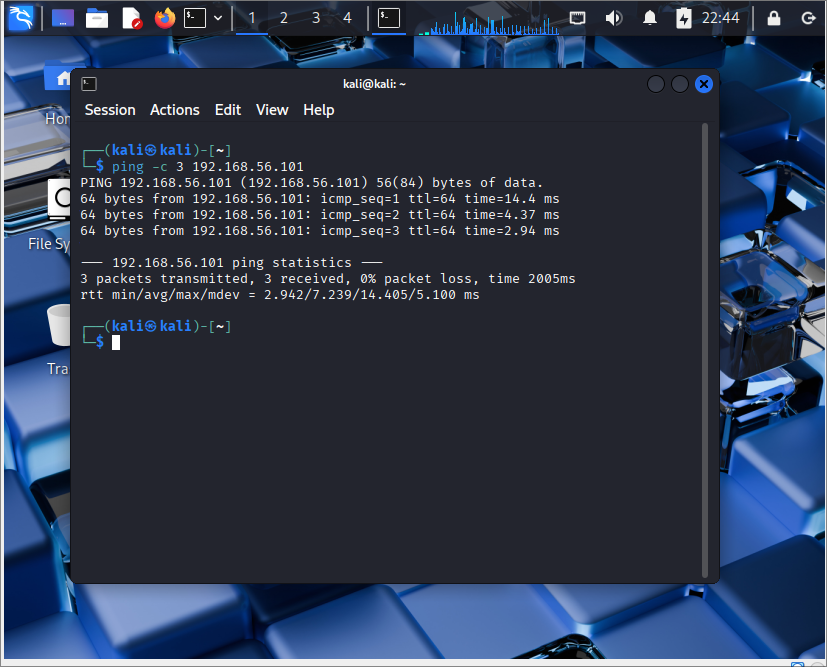 1 2 3 4 22:44
kali@kali: ~
Session Actions Edit View Help
┌──(kali㉿kali)-[~]
└─$ ping -c 3 192.168.56.101
PING 192.168.56.101 (192.168.56.101) 56(84) bytes of data.
64 bytes from 192.168.56.101: icmp_seq=1 ttl=64 time=14.4 ms
64 bytes from 192.168.56.101: icmp_seq=2 ttl=64 time=4.37 ms
64 bytes from 192.168.56.101: icmp_seq=3 ttl=64 time=2.94 ms
--- 192.168.56.101 ping statistics ---
3 packets transmitted, 3 received, 0% packet loss, time 2005ms
rtt min/avg/max/mdev = 2.942/7.239/14.405/5.100 ms
┌──(kali㉿kali)-[~]
└─$
Hom
File Sy
Tra